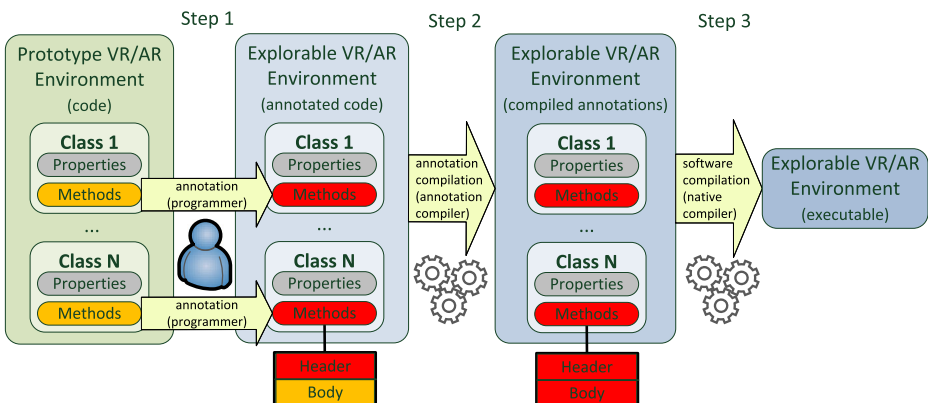 Step 1
Step 2
Step 3
Prototype VR/AR
Environment
(code)
Class 1
Properties
Methods
...
Class N
Properties
Methods
annotation
(programmer)
annotation
(programmer)
Explorable VR/AR
Environment
(annotated code)
Class 1
Properties
Methods
...
Class N
Properties
Methods
Header
Body
annotation
compilation
(annotation
compiler)
Explorable VR/AR
Environment
(compiled annotations)
Class 1
Properties
Methods
...
Class N
Properties
Methods
Header
Body
software
compilation
(native
compiler)
Explorable VR/AR
Environment
(executable)